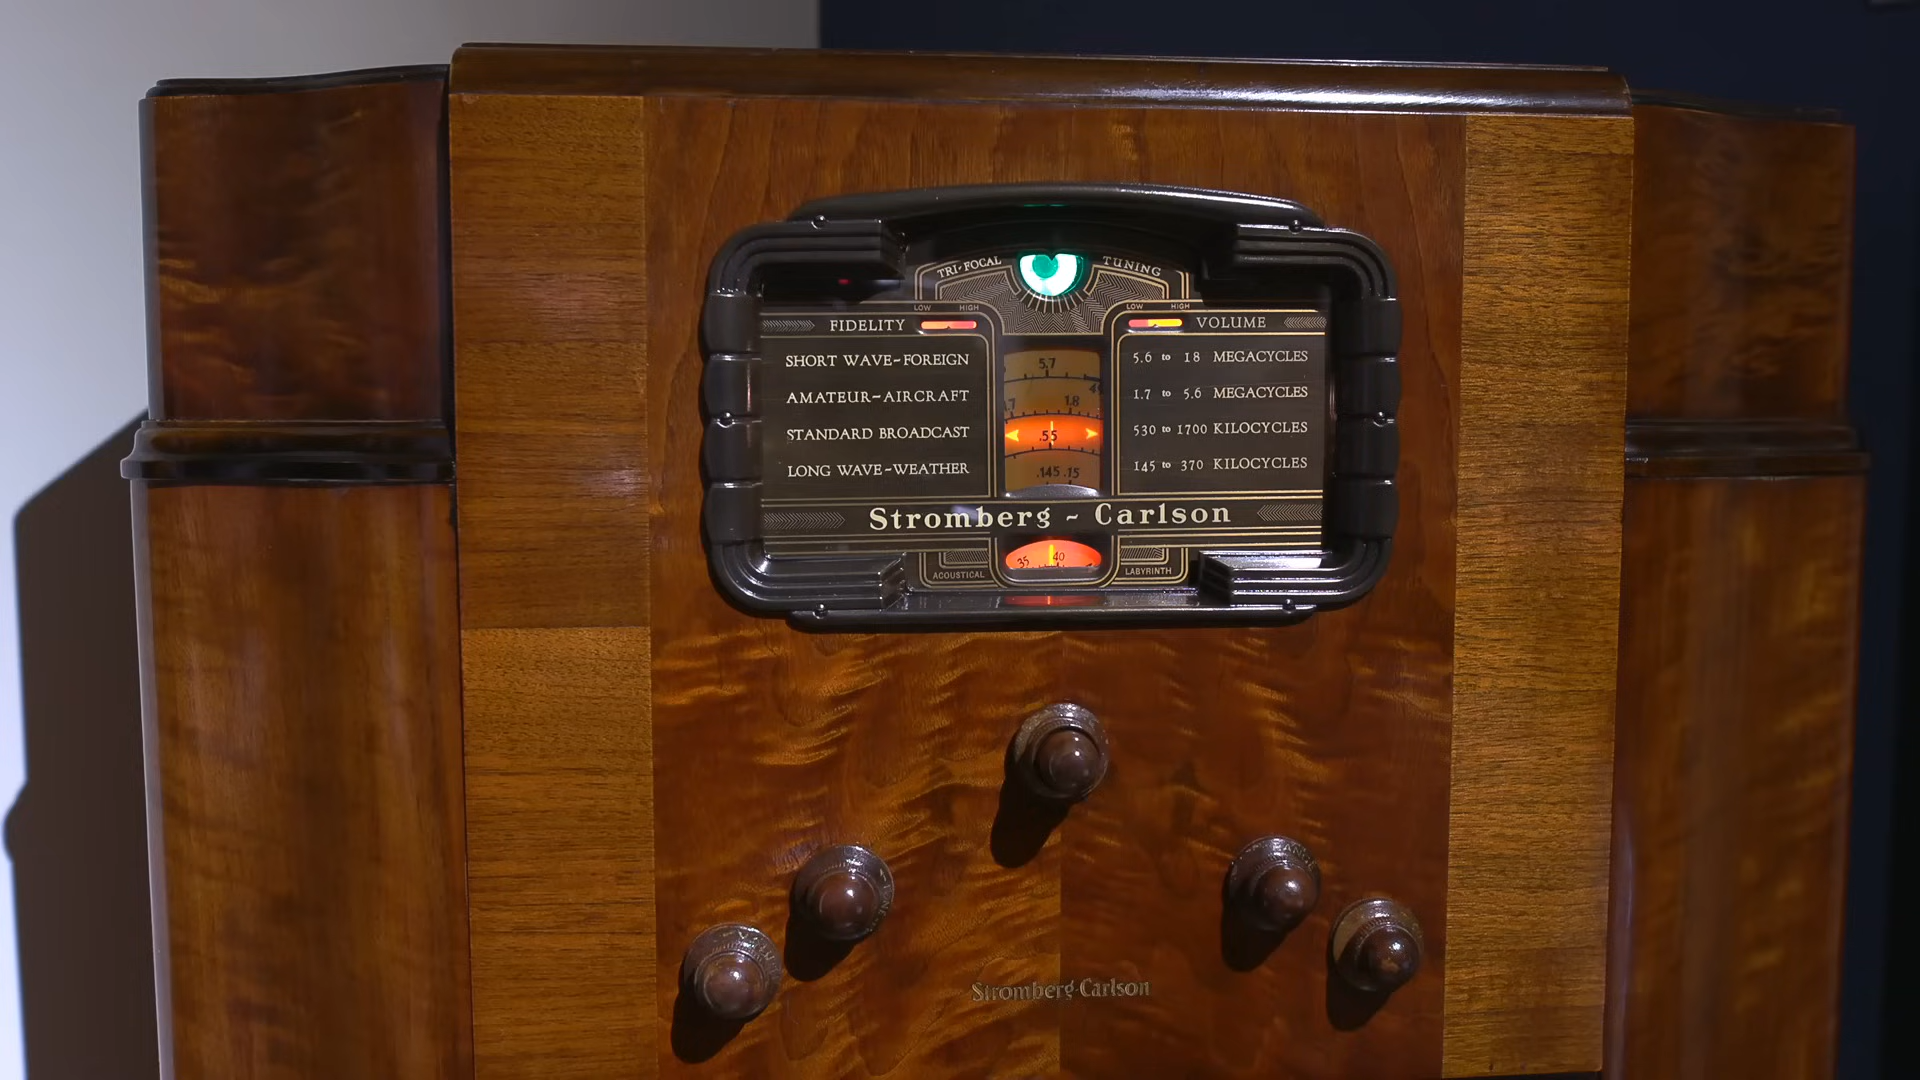 TRI-FOCAL TUNING
LOW HIGH LOW HIGH
FIDELITY VOLUME
SHORT WAVE-FOREIGN 5.7 5.6 to 18 MEGACYCLES
AMATEUR-AIRCRAFT 1.8 1.7 to 5.6 MEGACYCLES
STANDARD BROADCAST .55 530 to 1700 KILOCYCLES
LONG WAVE-WEATHER .145 .15 145 to 370 KILOCYCLES
Stromberg - Carlson
35 40
ACOUSTICAL LABYRINTH
Stromberg-Carlson